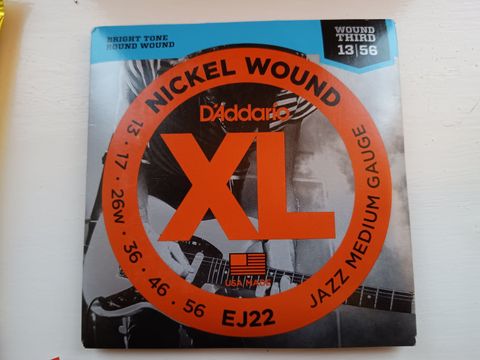 BRIGHT TONE
ROUND WOUND
WOUND
THIRD
13|56
NICKEL WOUND
D'Addario
XL
13 • 17 • 26W • 36 • 46 • 56
USA MADE
EJ22
JAZZ MEDIUM GAUGE